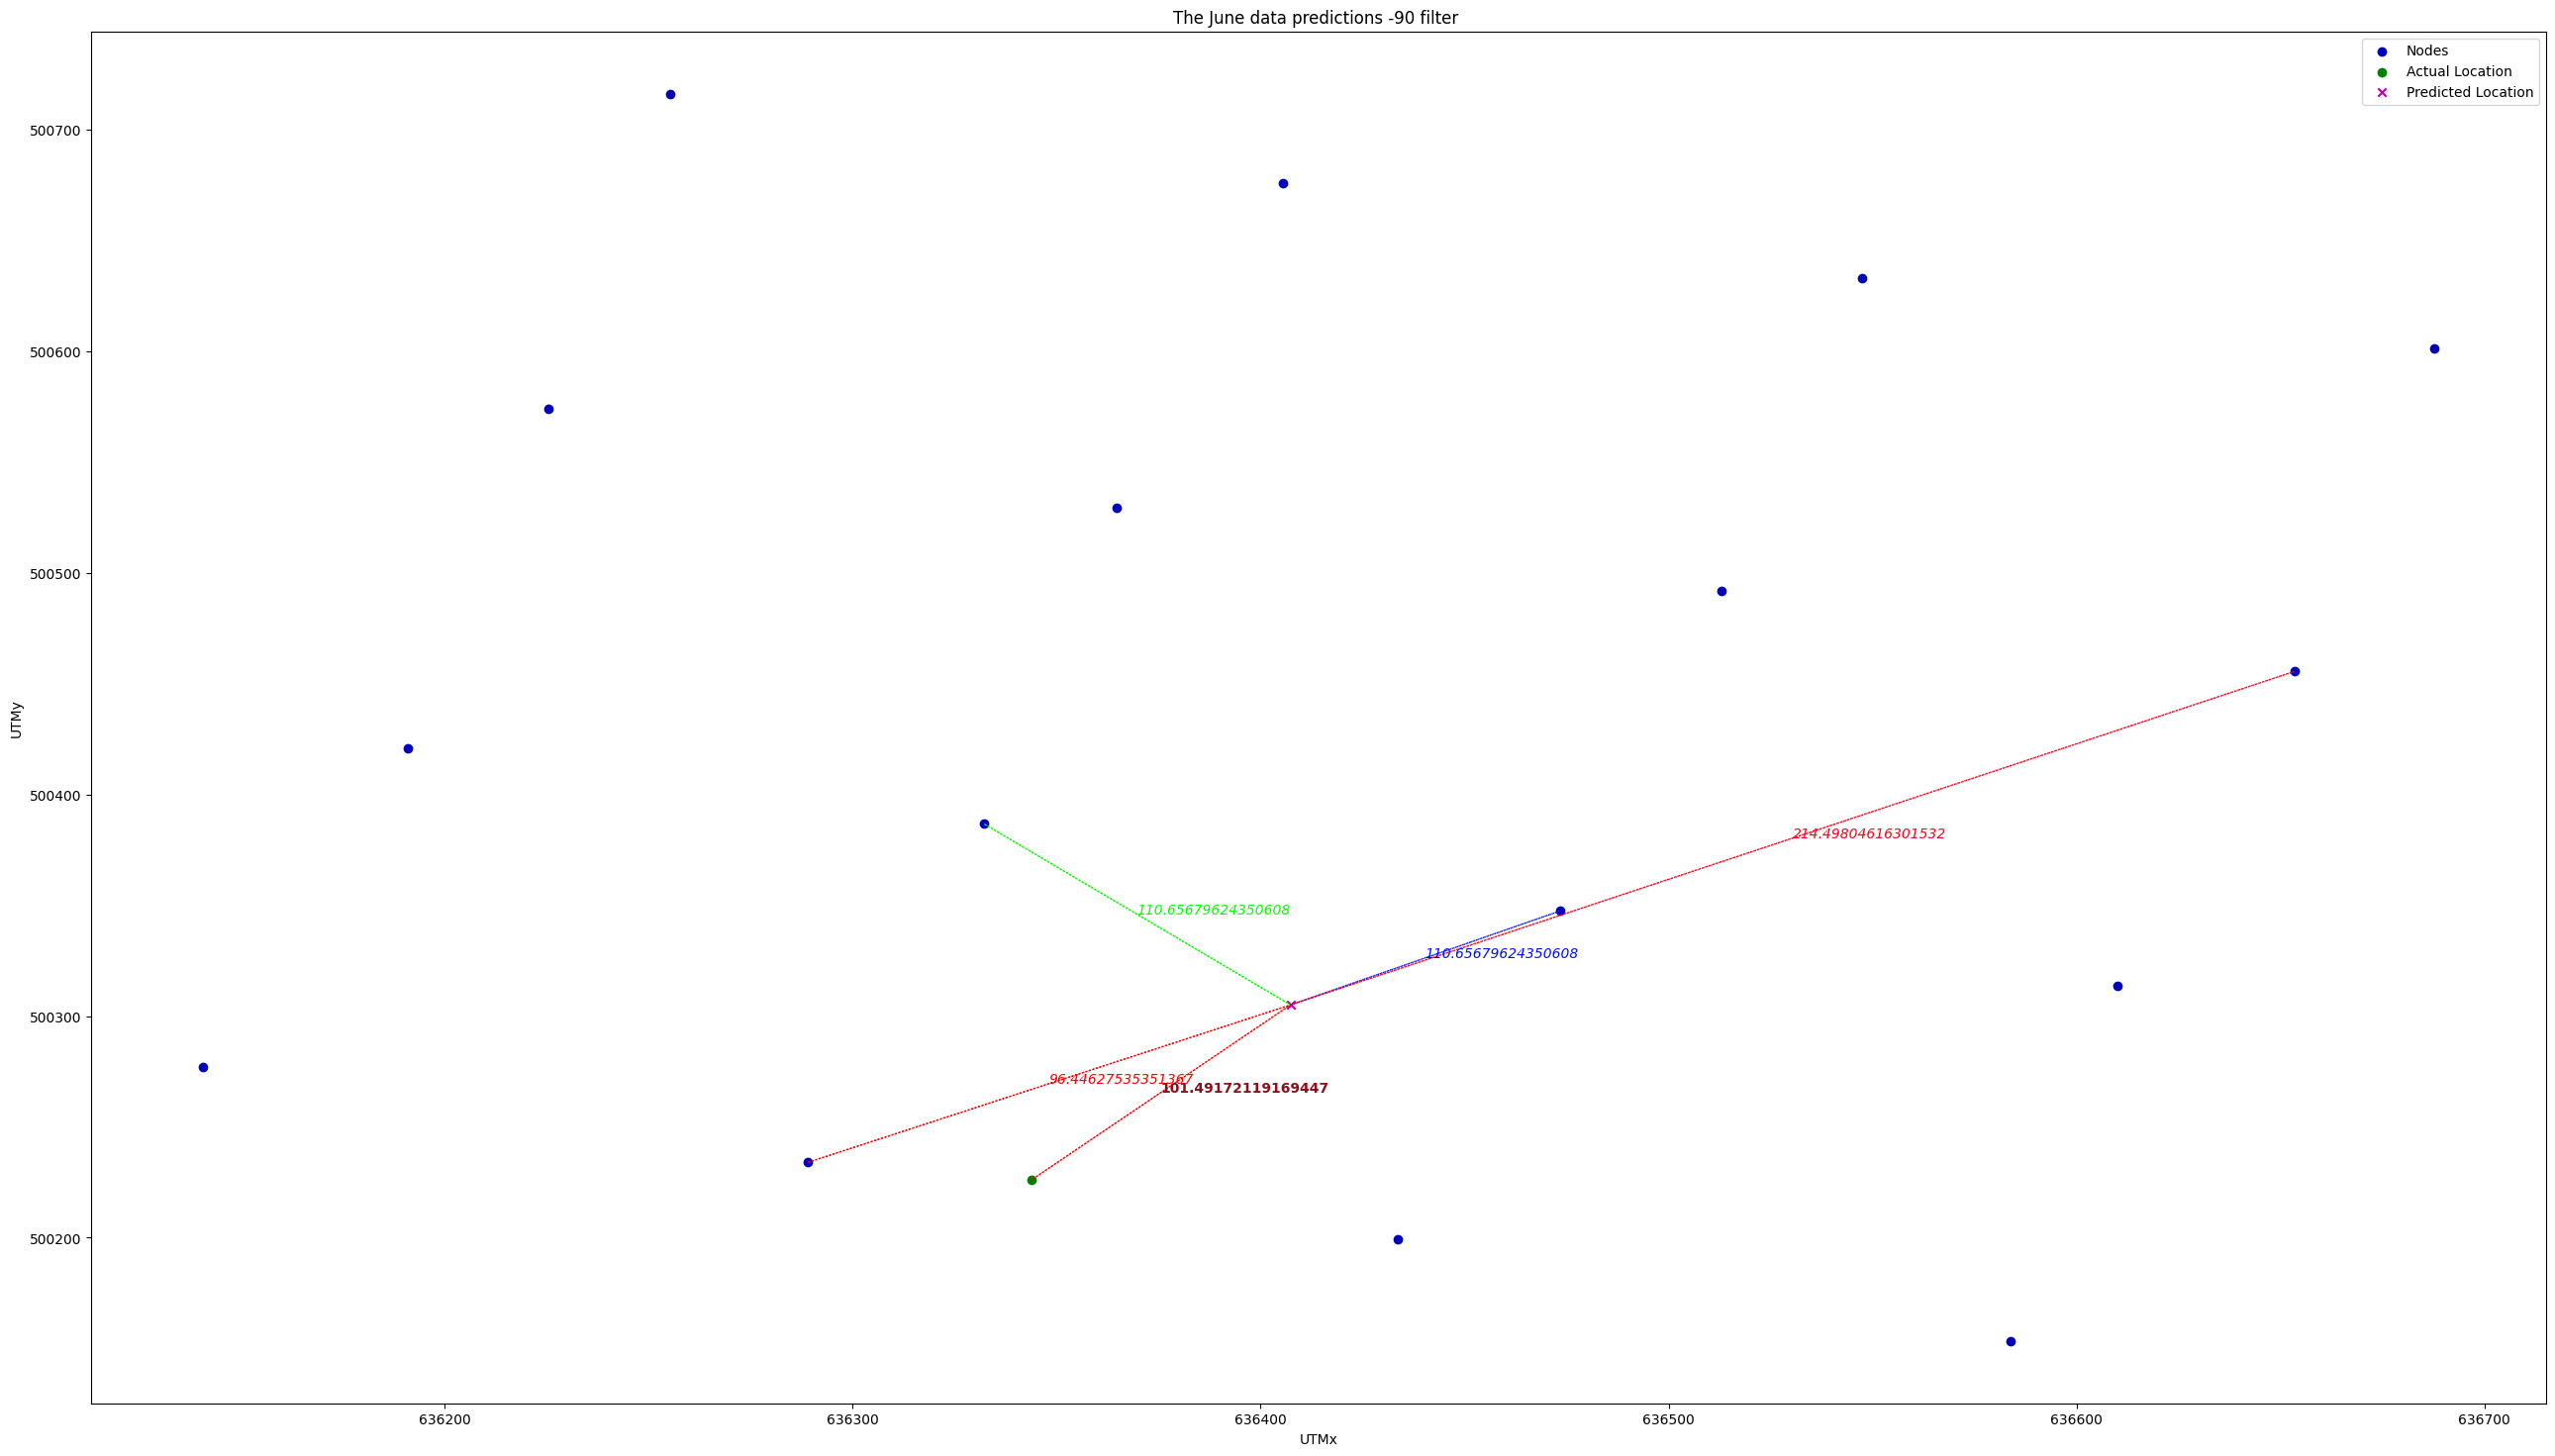 The June data predictions -90 filter
Nodes
Actual Location
Predicted Location
500700
500600
500500
500400
500300
500200
UTMy
214.49804616301532
110.65679624350608
110.65679624350608
96.44627535351367
101.49172119169447
636200
636300
636400
636500
636600
636700
UTMx